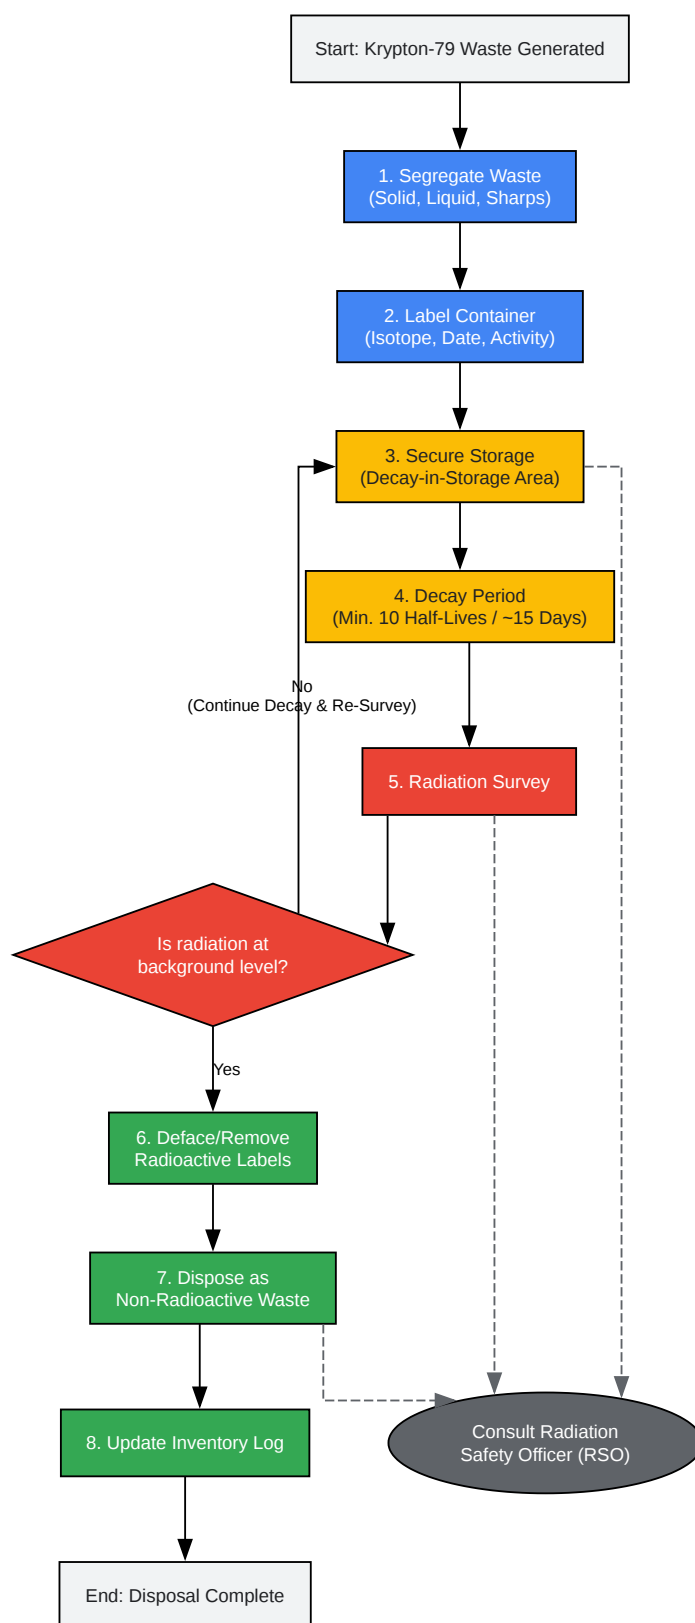 Start: Krypton-79 Waste Generated
1. Segregate Waste
(Solid, Liquid, Sharps)
2. Label Container
(Isotope, Date, Activity)
3. Secure Storage
(Decay-in-Storage Area)
4. Decay Period
(Min. 10 Half-Lives / ~15 Days)
No
(Continue Decay & Re-Survey)
5. Radiation Survey
Is radiation at
background level?
Yes
6. Deface/Remove
Radioactive Labels
7. Dispose as
Non-Radioactive Waste
8. Update Inventory Log
Consult Radiation
Safety Officer (RSO)
End: Disposal Complete